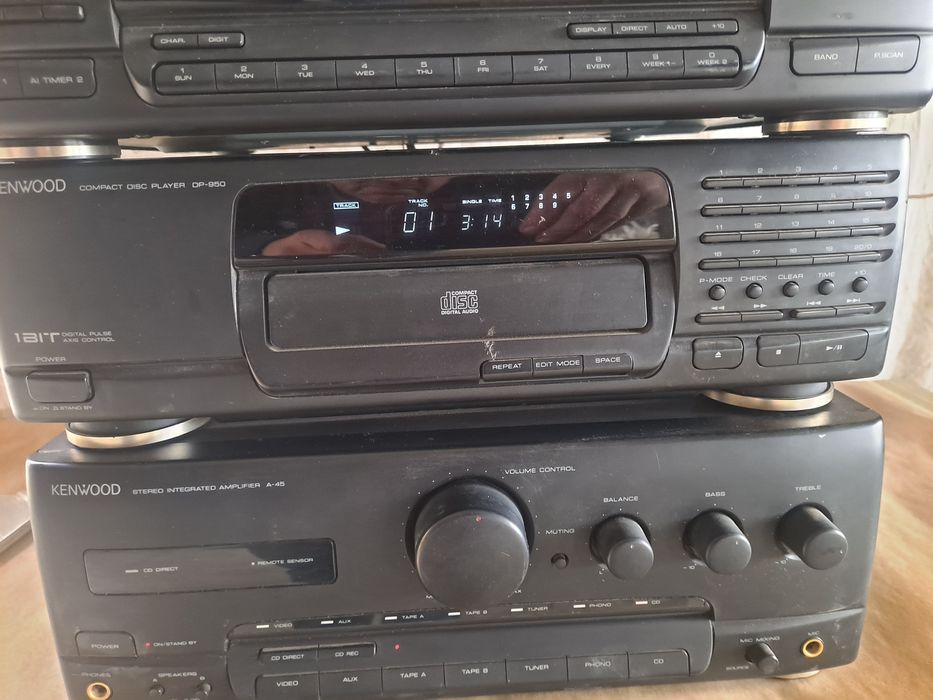 CHAR. DIGIT
DISPLAY DIRECT AUTO +10
1 AI TIMER 2
1 2 3 4 5 6 7 8 9 0
SUN MON TUE WED THU FRI SAT EVERY WEEK 1 WEEK 2
BAND P.SCAN
ENWOOD COMPACT DISC PLAYER DP-950
TRACK TRACK NO. SINGLE TIME 1 2 3 4 5
01 3:14 6 7 8 9
1 2 3 4 5
6 7 8 9 10
11 12 13 14 15
16 17 18 19 20/0
P-MODE CHECK CLEAR TIME +10
COMPACT
disc
DIGITAL AUDIO
1BIT DIGITAL PULSE
AXIS CONTROL
POWER
ON STAND BY
REPEAT EDIT MODE SPACE
KENWOOD STEREO INTEGRATED AMPLIFIER A-45
VOLUME CONTROL
BALANCE BASS TREBLE
MUTING
CD DIRECT REMOTE SENSOR
VIDEO AUX TAPE A TAPE B TUNER PHONO CD
POWER ON/STAND BY
CD DIRECT CD REC
VIDEO AUX TAPE A TAPE B TUNER PHONO CD
MIC MIXING MIC
SOURCE
PHONES SPEAKERS
A B